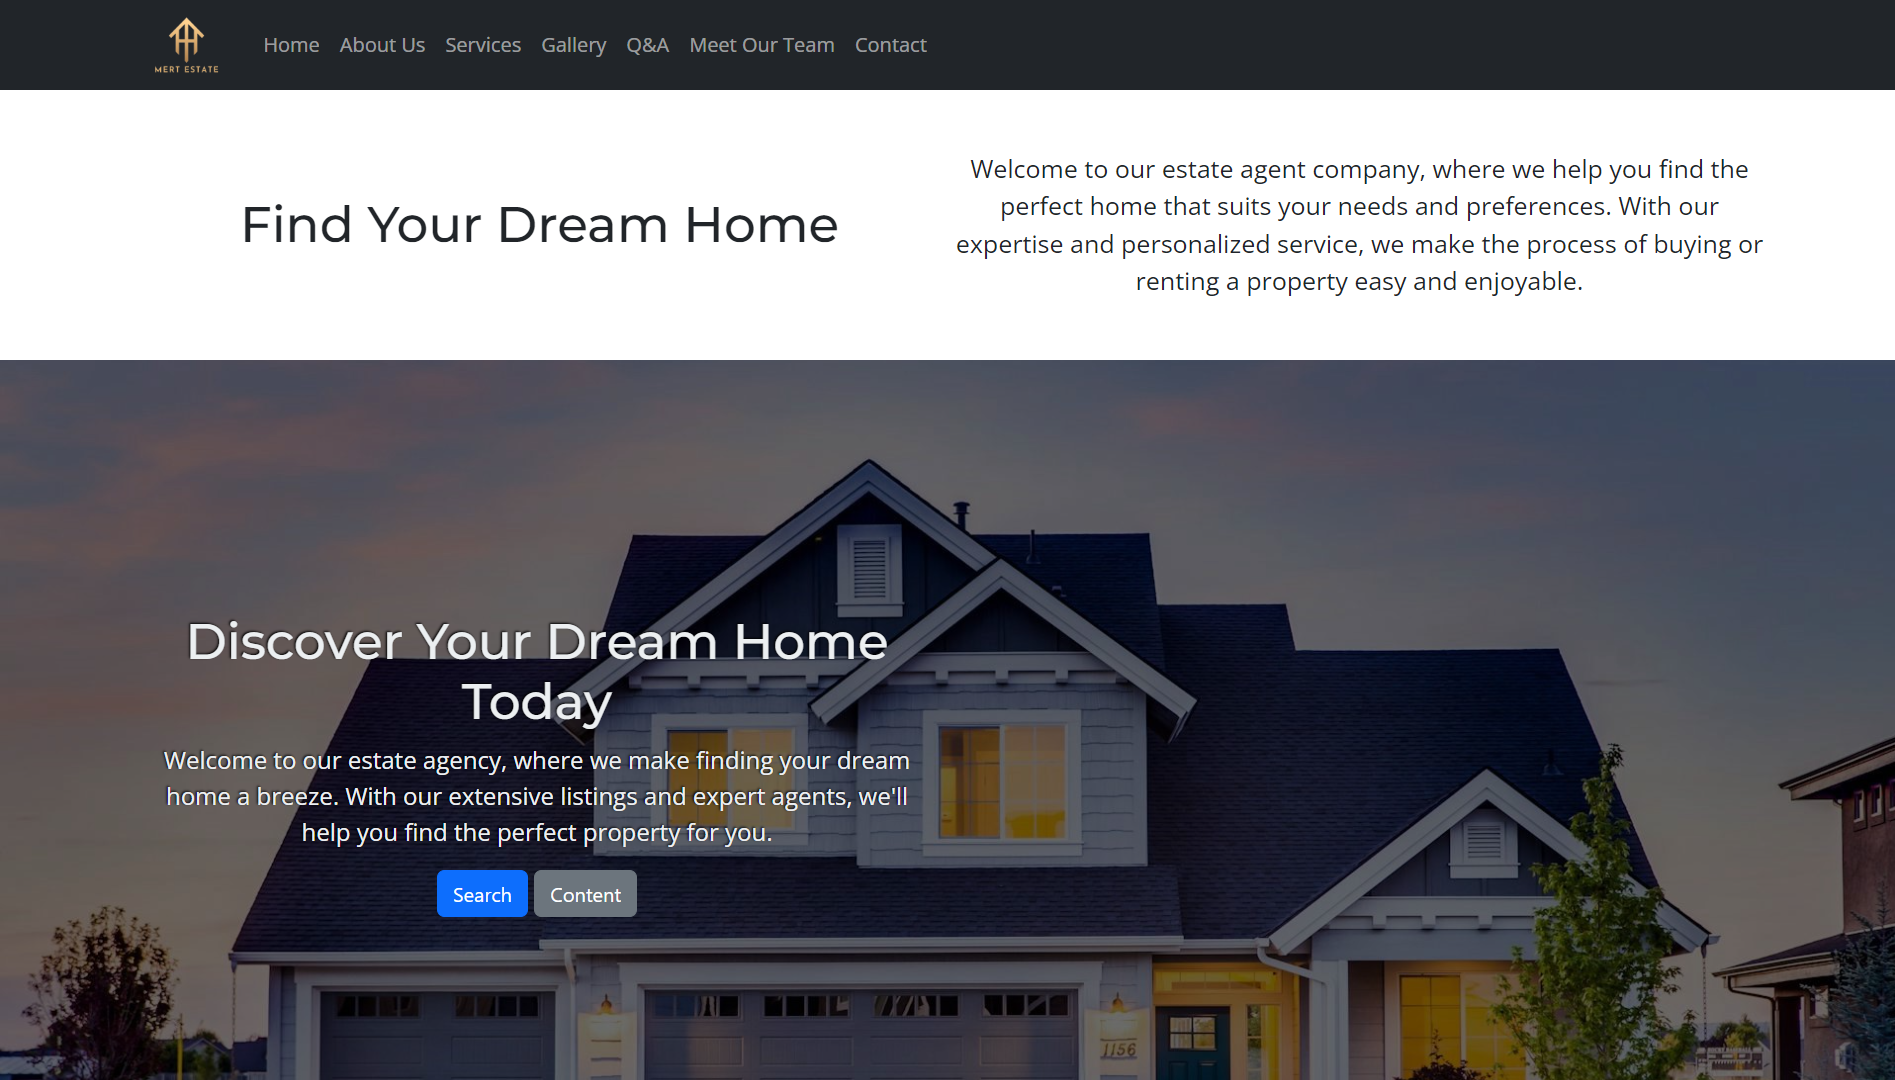 MERT ESTATE
Home About Us Services Gallery Q&A Meet Our Team Contact
Find Your Dream Home
Welcome to our estate agent company, where we help you find the
perfect home that suits your needs and preferences. With our
expertise and personalized service, we make the process of buying or
renting a property easy and enjoyable.
Discover Your Dream Home
Today
Welcome to our estate agency, where we make finding your dream
home a breeze. With our extensive listings and expert agents, we'll
help you find the perfect property for you.
Search Content
1156